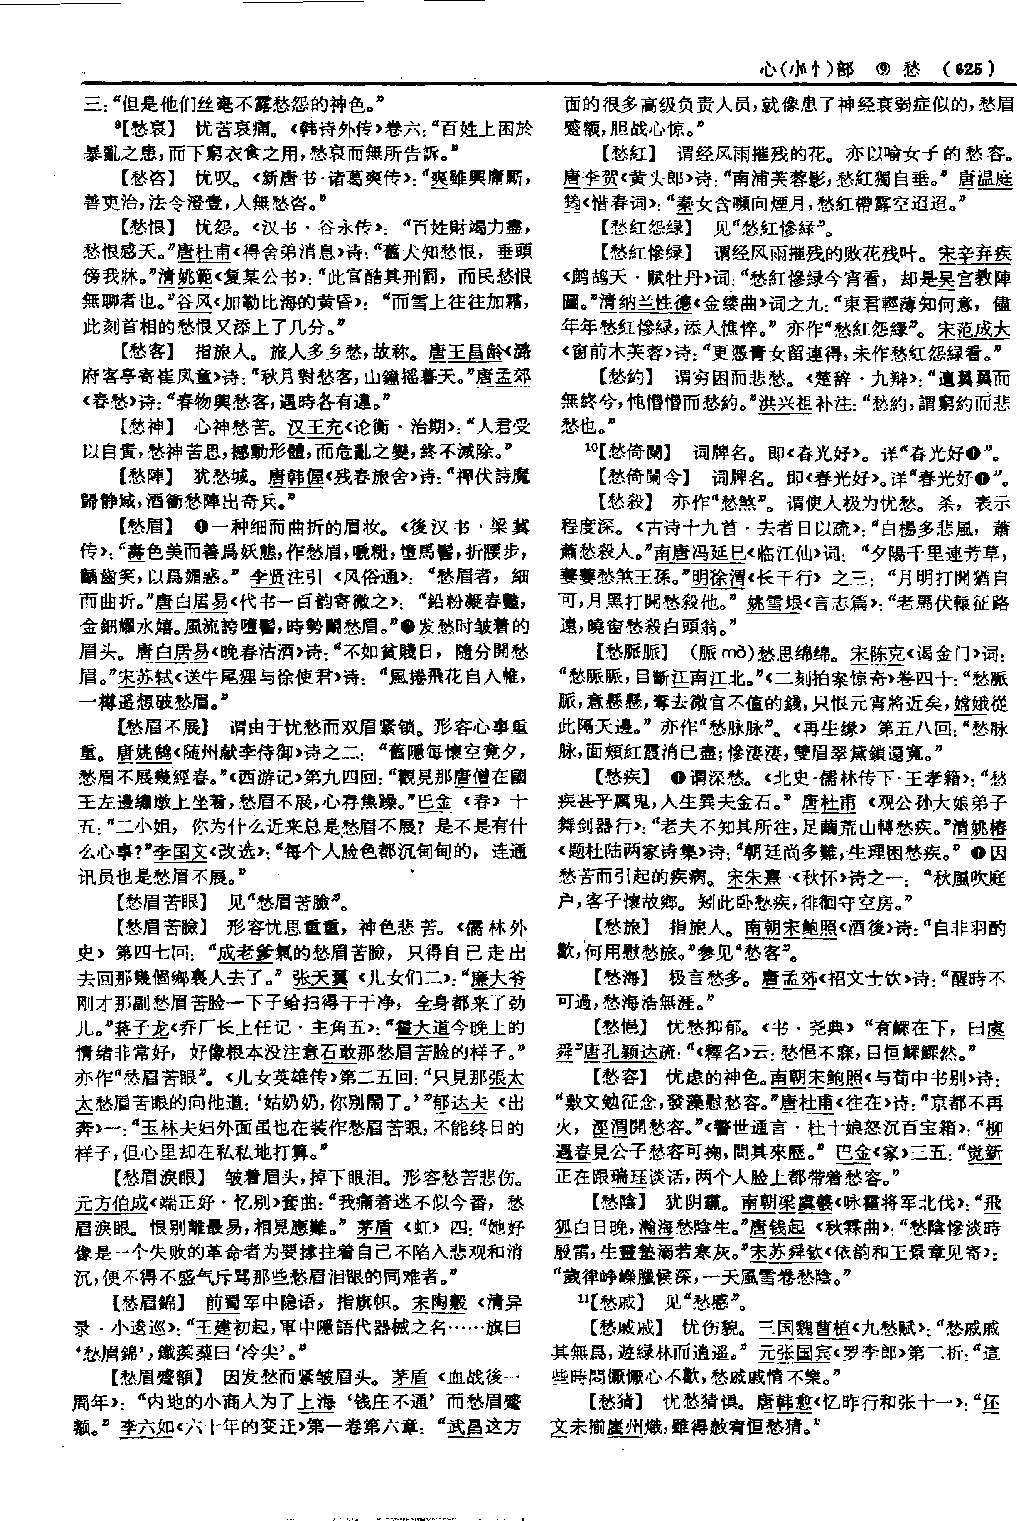 心(小忄)部 ⑨ 愁 (625)
三:“但是他们丝毫不露愁怨的神色。”
⁹【愁哀】 忧苦哀痛。《韩诗外传》卷六:“百姓上困於
暴亂之患,而下窮衣食之用,愁哀而無所告訴。”
【愁咨】 忧叹。《新唐书·诸葛爽传》:“爽雖興庸厮,
善吏治,法令澄壹,人無愁咨。”
【愁恨】 忧怨。《汉书·谷永传》:“百姓財竭力盡,
愁恨感天。”唐杜甫《得舍弟消息》诗:“舊犬知愁恨,垂頭
傍我牀。”清姚範《复某公书》:“此官酷其刑罰,而民愁恨
無聊者也。”谷风《加勒比海的黄昏》:“而雪上往往加霜,
此刻首相的愁恨又添上了几分。”
【愁客】 指旅人。旅人多乡愁,故称。唐王昌龄《潞
府客亭寄崔凤童》诗:“秋月對愁客,山鐘摇暮天。”唐孟郊
《春愁》诗:“春物與愁客,遇時各有違。”
【愁神】 心神愁苦。汉王充《论衡·治期》:“人君受
以自責,愁神苦思,撼動形體,而危亂之變,終不減除。”
【愁陣】 犹愁城。唐韩偓《残春旅舍》诗:“禪伏詩魔
歸静域,酒衝愁陣出奇兵。”
【愁眉】 ❶一种细而曲折的眉妆。《後汉书·梁冀
传》:“壽色美而善爲妖態,作愁眉,嗁粧,墮馬髻,折腰步,
齲齒笑,以爲媚惑。”李贤注引《风俗通》:“愁眉者,細
而曲折。”唐白居易《代书一百韵寄微之》:“鉛粉凝春豔,
金鈿耀水嬉。風流誇墮髻,時勢鬭愁眉。”❷发愁时皱着的
眉头。唐白居易《晚春沽酒》诗:“不如貧賤日,隨分開愁
眉。”宋苏轼《送牛尾狸与徐使君》诗:“風捲飛花自入帷,
一樽遥想破愁眉。”
【愁眉不展】 谓由于忧愁而双眉紧锁。形容心事重
重。唐姚鹄《随州献李侍御》诗之二:“舊隱每懷空竟夕,
愁眉不展幾經春。”《西游记》第九四回:“觀見那唐僧在國
王左邊繡墩上坐着,愁眉不展,心存焦躁。”巴金《春》十
五:“二小姐,你为什么近来总是愁眉不展?是不是有什
么心事?”李国文《改选》:“每个人脸色都沉甸甸的,连通
讯员也是愁眉不展。”
【愁眉苦眼】 见“愁眉苦臉”。
【愁眉苦臉】 形容忧思重重,神色悲苦。《儒林外
史》第四七回:“成老爹氣的愁眉苦臉,只得自己走出
去回那幾個鄉裏人去了。”张天翼《儿女们二》:“廉大爷
刚才那副愁眉苦脸一下子给扫得干干净,全身都来了劲
儿。”蒋子龙《乔厂长上任记·主角五》:“霍大道今晚上的
情绪非常好,好像根本没注意石敢那愁眉苦脸的样子。”
亦作“愁眉苦眼”。《儿女英雄传》第二五回:“只見那張太
太愁眉苦眼的向他道:‘姑奶奶,你别鬧了。’”郁达夫《出
奔》一:“玉林夫妇外面虽也在装作愁眉苦眼,不能终日的
样子,但心里却在私私地打算。”
【愁眉淚眼】 皱着眉头,掉下眼泪。形容愁苦悲伤。
元方伯成《端正好·忆别》套曲:“我痛着迷不似今番,愁
眉淚眼。恨别離最易,相見應難。”茅盾《虹》四:“她好
像是一个失败的革命者为要撑拄着自己不陷入悲观和消
沉,便不得不盛气斥骂那些愁眉泪眼的同难者。”
【愁眉錦】 前蜀军中隐语,指旗帜。宋陶穀《清异
录·小逡巡》:“王建初起,軍中隱語代器械之名……旗曰
‘愁眉錦’,鐵蒺藜曰‘冷尖’。”
【愁眉蹙額】 因发愁而紧皱眉头。茅盾《血战後一
周年》:“内地的小商人为了上海‘钱庄不通’而愁眉蹙
额。”李六如《六十年的变迁》第一卷第六章:“武昌这方
面的很多高级负责人员,就像患了神经衰弱症似的,愁眉
蹙额,胆战心惊。”
【愁紅】 谓经风雨摧残的花。亦以喻女子的愁容。
唐李贺《黄头郎》诗:“南浦芙蓉影,愁紅獨自垂。”唐温庭
筠《惜春词》:“秦女含嚬向煙月,愁紅帶露空迢迢。”
【愁紅怨緑】 见“愁紅慘緑”。
【愁紅慘緑】 谓经风雨摧残的败花残叶。宋辛弃疾
《鹧鸪天·赋牡丹》词:“愁紅慘緑今宵看,却是吴宫教陣
圖。”清纳兰性德《金缕曲》词之九:“東君輕薄知何意,儘
年年愁紅慘緑,添人憔悴。”亦作“愁紅怨緑”。宋范成大
《窗前木芙蓉》诗:“更憑青女留連得,未作愁紅怨緑看。”
【愁約】 谓穷困而悲愁。《楚辞·九辩》:“遭翼翼而
無終兮,忳惛惛而愁約。”洪兴祖补注:“愁約,謂窮約而悲
愁也。”
¹⁰【愁倚闌】 词牌名。即《春光好》。详“春光好❶”。
【愁倚闌令】 词牌名。即《春光好》。详“春光好❶”。
【愁殺】 亦作“愁煞”。谓使人极为忧愁。杀,表示
程度深。《古诗十九首·去者日以疏》:“白楊多悲風,蕭
蕭愁殺人。”南唐冯延巳《临江仙》词:“夕陽千里連芳草,
萋萋愁煞王孫。”明徐渭《长干行》之三:“月明打開猶自
可,月黑打開愁殺他。”姚雪垠《言志篇》:“老馬伏轅征路
遠,曉窗愁殺白頭翁。”
【愁脈脈】 (脈 mò)愁思绵绵。宋陈克《谒金门》词:
“愁脈脈,目斷江南江北。”《二刻拍案惊奇》卷四十:“愁脈
脈,意懸懸,奪去微官不值的錢,只恨元宵將近矣,嫦娥從
此隔天邊。”亦作“愁脉脉”。《再生缘》第五八回:“愁脉
脉,面頰紅霞消已盡;慘淒淒,雙眉翠黛鎖還寬。”
【愁疾】 ❶谓深愁。《北史·儒林传下·王孝籍》:“愁
疾甚乎厲鬼,人生異夫金石。”唐杜甫《观公孙大娘弟子
舞剑器行》:“老夫不知其所往,足繭荒山轉愁疾。”清姚椿
《题杜陆两家诗集》诗:“朝廷尚多難,生理困愁疾。”❷因
愁苦而引起的疾病。宋朱熹《秋怀》诗之一:“秋風吹庭
户,客子懷故鄉。矧此卧愁疾,徘徊守空房。”
【愁旅】 指旅人。南朝宋鲍照《酒後》诗:“自非羽酌
歡,何用慰愁旅。”参见“愁客”。
【愁海】 极言愁多。唐孟郊《招文士饮》诗:“醒時不
可過,愁海浩無涯。”
【愁悒】 忧愁抑郁。《书·尧典》“有鰥在下,曰虞
舜”唐孔颖达疏:“《釋名》云:愁悒不寐,目恒鰥鰥然。”
【愁容】 忧虑的神色。南朝宋鲍照《与荀中书别》诗:
“敷文勉征念,發藻慰愁容。”唐杜甫《往在》诗:“京都不再
火,涇渭開愁容。”《警世通言·杜十娘怒沉百宝箱》:“柳
遇春見公子愁容可掬,問其來歷。”巴金《家》三五:“觉新
正在跟瑞珏谈话,两个人脸上都带着愁容。”
【愁陰】 犹阴霾。南朝梁虞羲《咏霍将军北伐》:“飛
狐白日晚,瀚海愁陰生。”唐钱起《秋霖曲》:“愁陰慘淡時
殷雷,生靈墊溺若寒灰。”宋苏舜钦《依韵和王景章见寄》:
“歲律崢嶸臘候深,一天風雪卷愁陰。”
¹¹【愁戚】 见“愁慼”。
【愁戚戚】 忧伤貌。三国魏曹植《九愁赋》:“愁戚戚
其無爲,遊緑林而逍遥。”元张国宾《罗李郎》第二折:“這
些時悶懨懨心不歡,愁戚戚情不樂。”
【愁猜】 忧愁猜惧。唐韩愈《忆昨行和张十一》:“伾
文未揃崖州熾,雖得赦宥恒愁猜。”